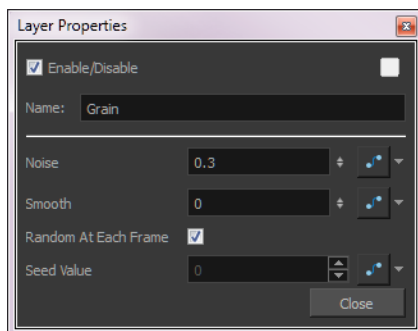 Layer Properties
Enable/Disable
Name: Grain
Noise 0.3
Smooth 0
Random At Each Frame
Seed Value 0
Close